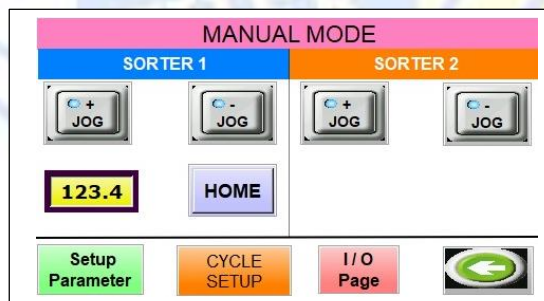 MANUAL MODE
SORTER 1 SORTER 2
+ - + -
JOG JOG JOG JOG
123.4 HOME
Setup CYCLE I / O
Parameter SETUP Page